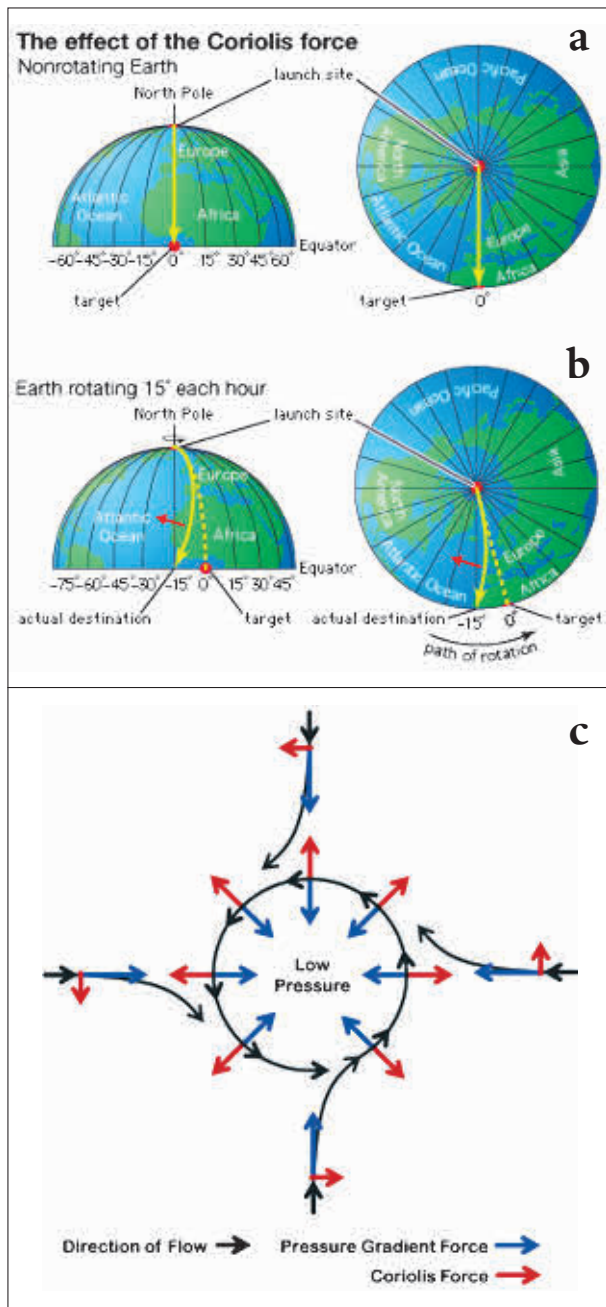 The effect of the Coriolis force
a
Nonrotating Earth
North Pole
launch site
Europe
Atlantic
Ocean
Africa
-60°-45°-30°-15° 0° 15° 30°45°60°
Equator
target
Pacific Ocean
North
America
Asia
Atlantic Ocean
Europe
Africa
target
0°
b
Earth rotating 15° each hour
North Pole
launch site
Europe
Atlantic
Ocean
Africa
-75°-60°-45°-30°-15° 0° 15° 30°45°
Equator
actual destination
target
Pacific Ocean
North
America
Asia
Atlantic Ocean
Europe
Africa
actual destination
-15°
0°
target
path of rotation
c
Low
Pressure
Direction of Flow
Pressure Gradient Force
Coriolis Force